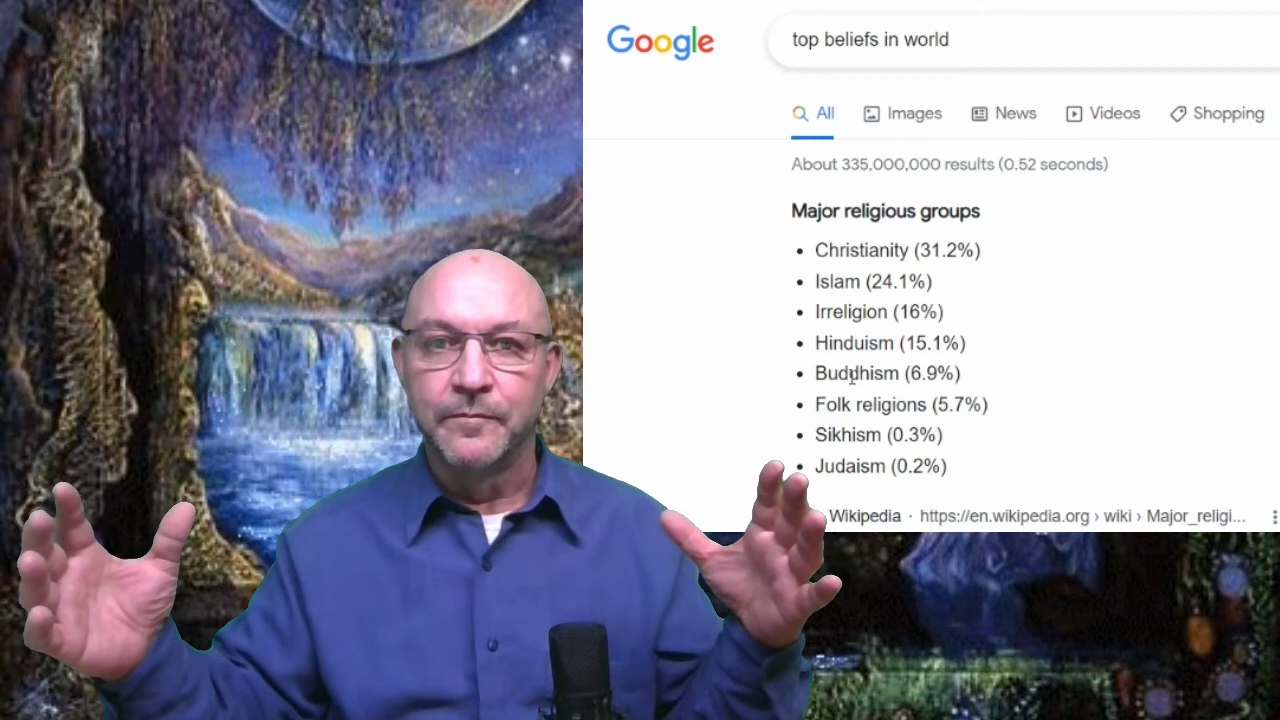 Google
top beliefs in world
All Images News Videos Shopping
About 335,000,000 results (0.52 seconds)
Major religious groups
• Christianity (31.2%)
• Islam (24.1%)
• Irreligion (16%)
• Hinduism (15.1%)
• Buddhism (6.9%)
• Folk religions (5.7%)
• Sikhism (0.3%)
• Judaism (0.2%)
Wikipedia · https://en.wikipedia.org › wiki › Major_religi...